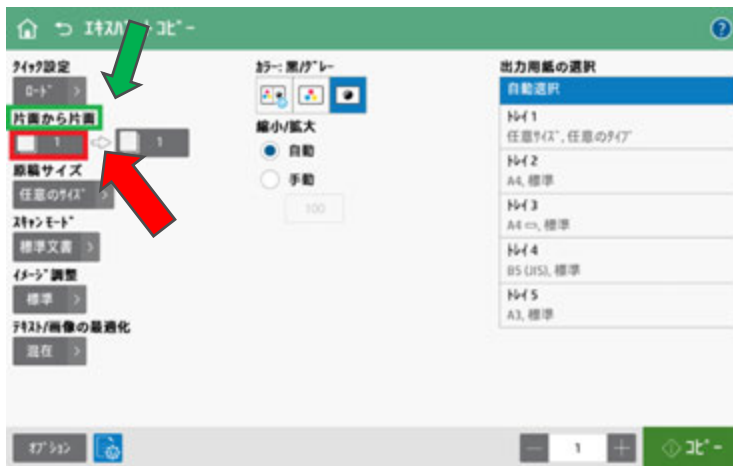 エキスパート コピー
クイック設定
ロード >
片面から片面
1
1
原稿サイズ
任意のサイズ >
スキャン モード
標準文書 >
イメージ調整
標準 >
テキスト/画像の最適化
混在 >
カラー: 黒/グレー
縮小/拡大
自動
手動
100
出力用紙の選択
自動選択
トレイ 1
任意サイズ, 任意のタイプ
トレイ 2
A4, 標準
トレイ 3
A4, 標準
トレイ 4
B5 (JIS), 標準
トレイ 5
A3, 標準
オプション
1
コピー